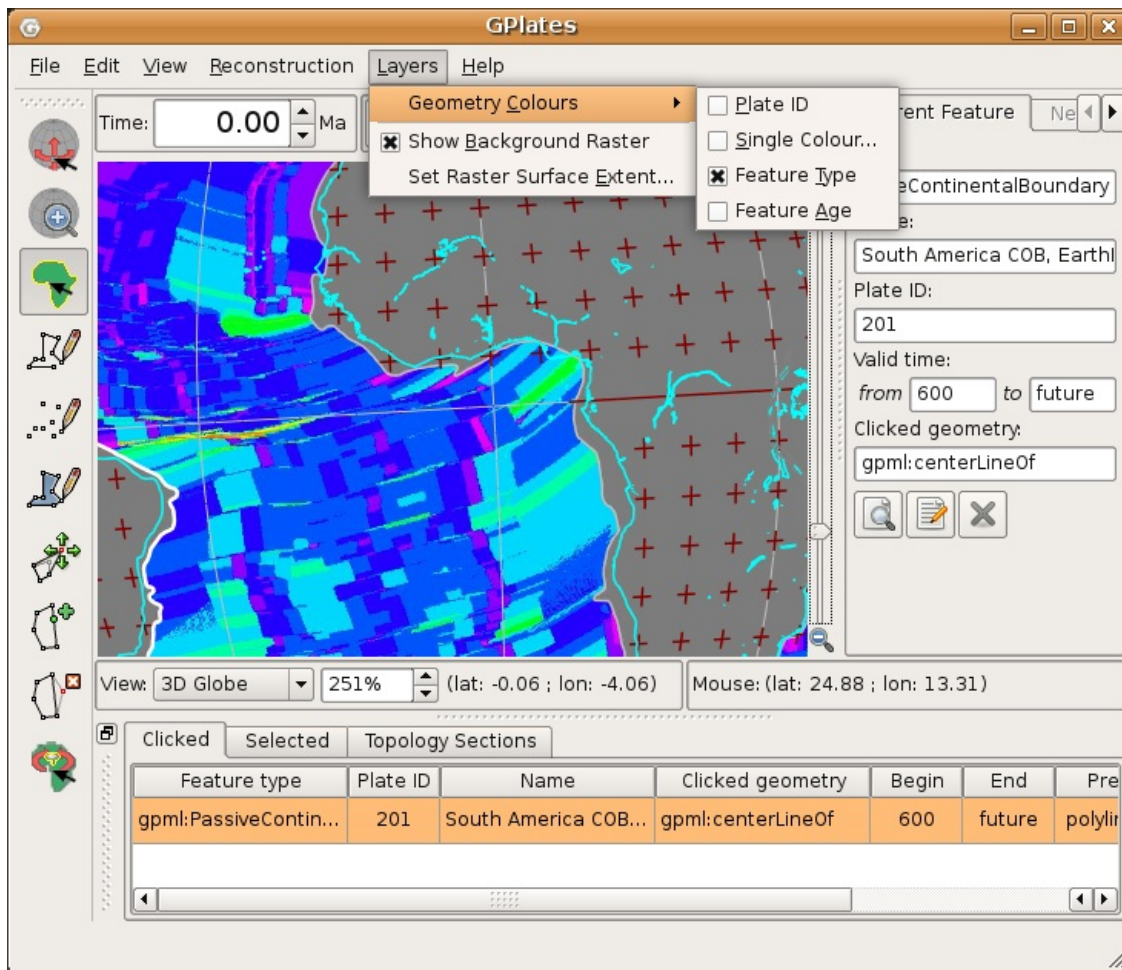 GPlates
File Edit View Reconstruction Layers Help
Geometry Colours
Show Background Raster
Set Raster Surface Extent...
Plate ID
Single Colour...
Feature Type
Feature Age
Time: 0.00 Ma
rent Feature Ne
eContinentalBoundary
e:
South America COB, Earthl
Plate ID:
201
Valid time:
from 600 to future
Clicked geometry:
gpml:centerLineOf
View: 3D Globe 251% (lat: -0.06 ; lon: -4.06) Mouse: (lat: 24.88 ; lon: 13.31)
Clicked Selected Topology Sections
Feature type Plate ID Name Clicked geometry Begin End Pre
gpml:PassiveContin... 201 South America COB... gpml:centerLineOf 600 future polylin